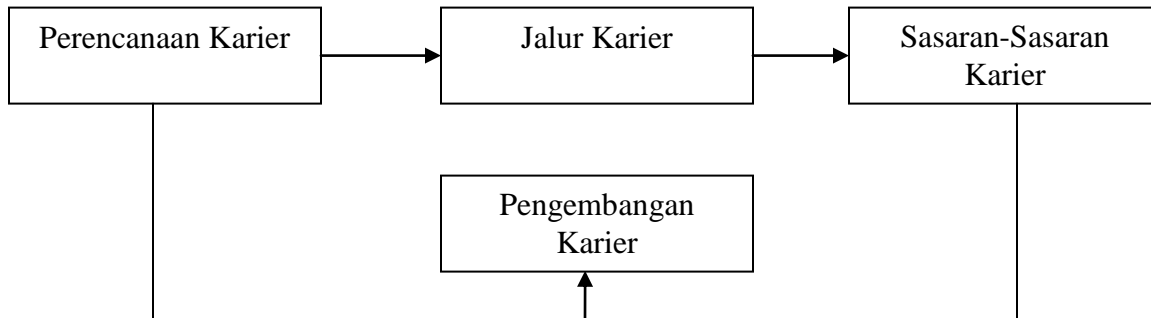 Perencanaan Karier
Jalur Karier
Sasaran-Sasaran
Karier
Pengembangan
Karier